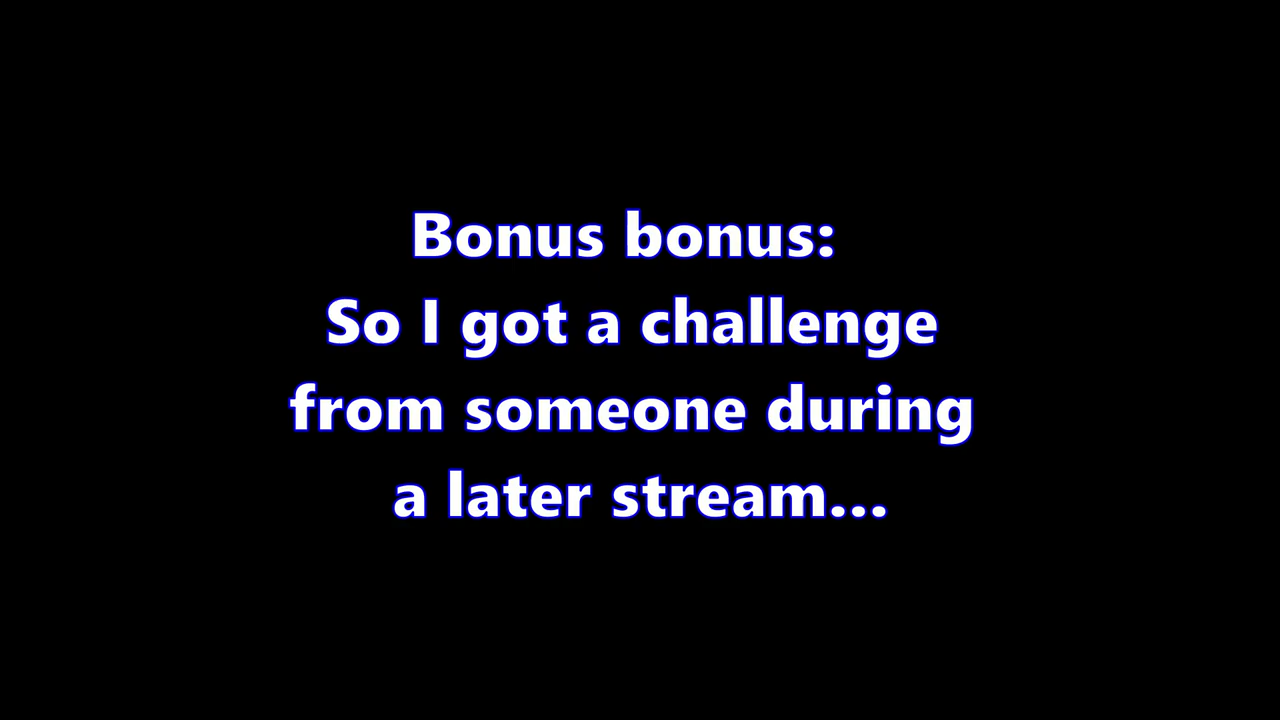 Bonus bonus:
So I got a challenge
from someone during
a later stream...